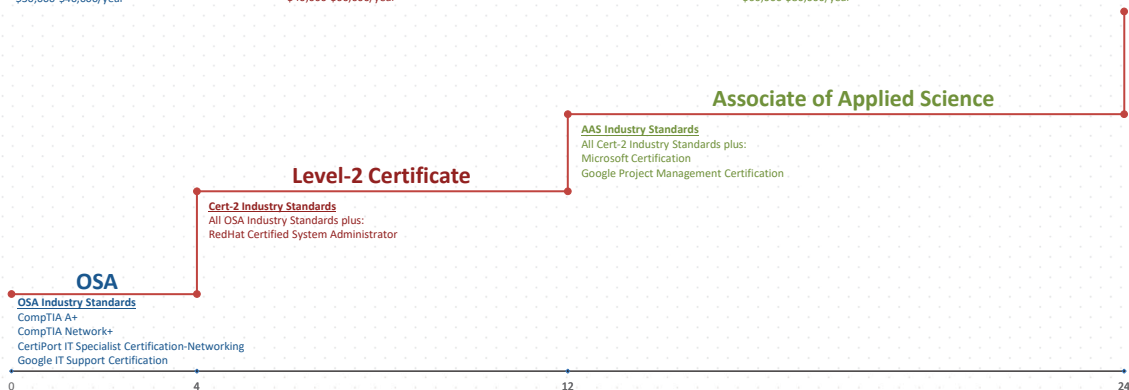 Associate of Applied Science
AAS Industry Standards
All Cert-2 Industry Standards plus:
Microsoft Certification
Google Project Management Certification
Level-2 Certificate
Cert-2 Industry Standards
All OSA Industry Standards plus:
RedHat Certified System Administrator
OSA
OSA Industry Standards
CompTIA A+
CompTIA Network+
CertiPort IT Specialist Certification-Networking
Google IT Support Certification
0 4 12 24